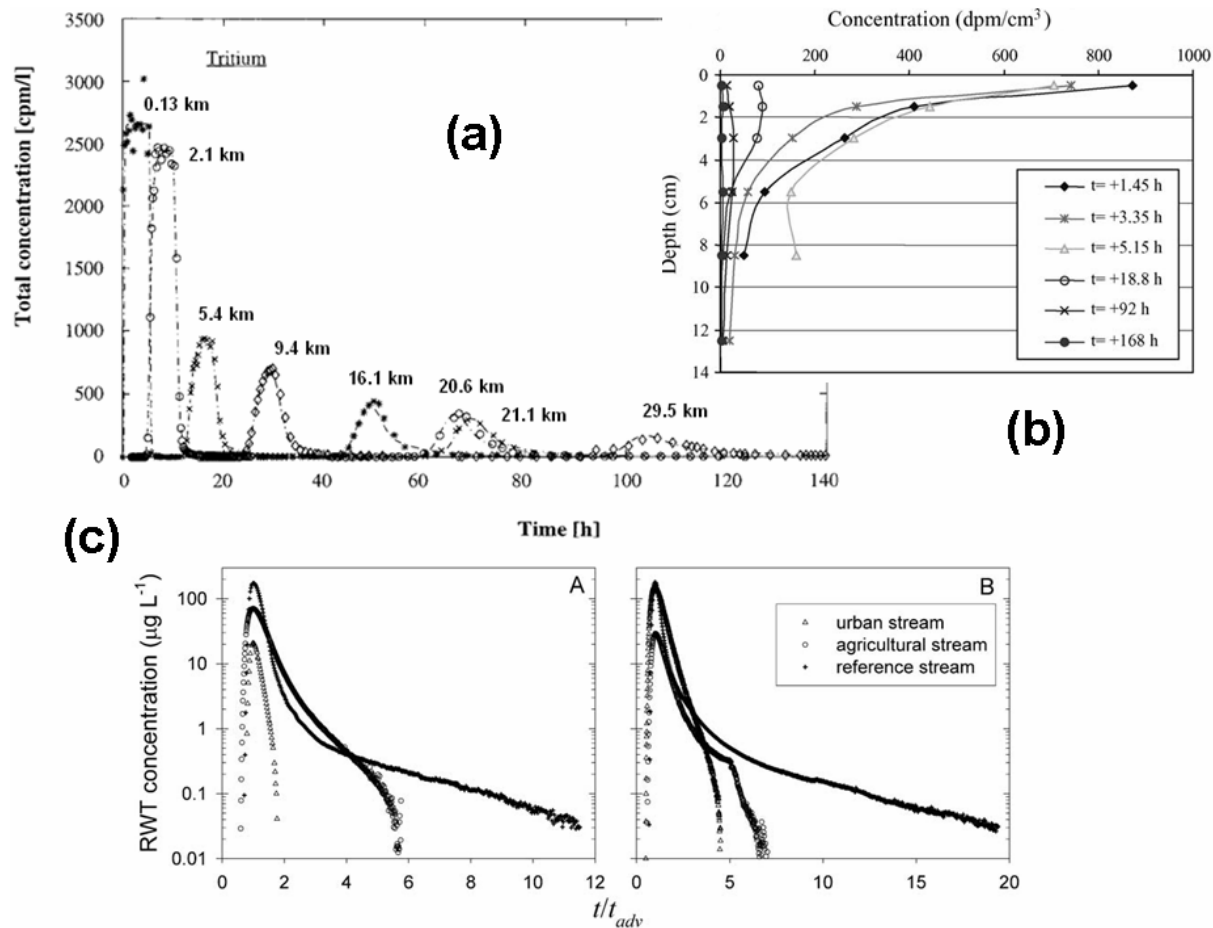 Total concentration [cpm/l]
3500
3000
2500
2000
1500
1000
500
0
Tritium
0.13 km
2.1 km
5.4 km
9.4 km
16.1 km
20.6 km
21.1 km
29.5 km
(a)
0 20 40 60 80 100 120 140
Time [h]
Concentration (dpm/cm³)
0 200 400 600 800 1000
Depth (cm)
0
2
4
6
8
10
12
14
t= +1.45 h
t= +3.35 h
t= +5.15 h
t= +18.8 h
t= +92 h
t= +168 h
(b)
(c)
RWT concentration (µg L⁻¹)
100
10
1
0.1
0.01
A
0 2 4 6 8 10 12
B
urban stream
agricultural stream
reference stream
0 5 10 15 20
t/tadv